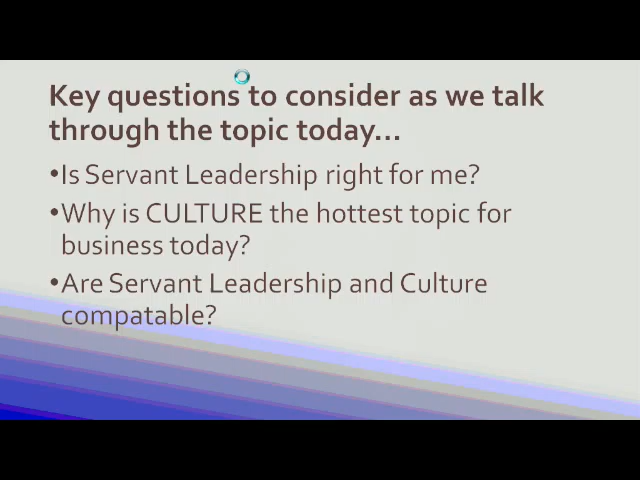 Key questions to consider as we talk
through the topic today...
•Is Servant Leadership right for me?
•Why is CULTURE the hottest topic for
business today?
•Are Servant Leadership and Culture
compatable?